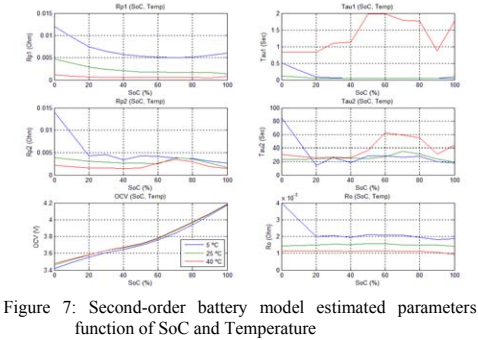 Rp1 (SoC, Temp)
0.015
0.01
0.005
0
0 20 40 60 80 100
Rp1 (Ohm)
SoC (%)
Tau1 (SoC, Temp)
2
1.5
1
0.5
0
0 20 40 60 80 100
Tau1 (Sec)
SoC (%)
Rp2 (SoC, Temp)
0.015
0.01
0.005
0
0 20 40 60 80 100
Rp2 (Ohm)
SoC (%)
Tau2 (SoC, Temp)
100
80
60
40
20
0
0 20 40 60 80 100
Tau2 (Sec)
SoC (%)
OCV (SoC, Temp)
4.2
4
3.8
3.6
3.4
0 20 40 60 80 100
OCV (V)
SoC (%)
5 ºC
25 ºC
40 ºC
Ro (SoC, Temp)
x 10⁻³
4
3
2
1
0
0 20 40 60 80 100
Ro (Ohm)
SoC (%)
Figure 7: Second-order battery model estimated parameters
function of SoC and Temperature